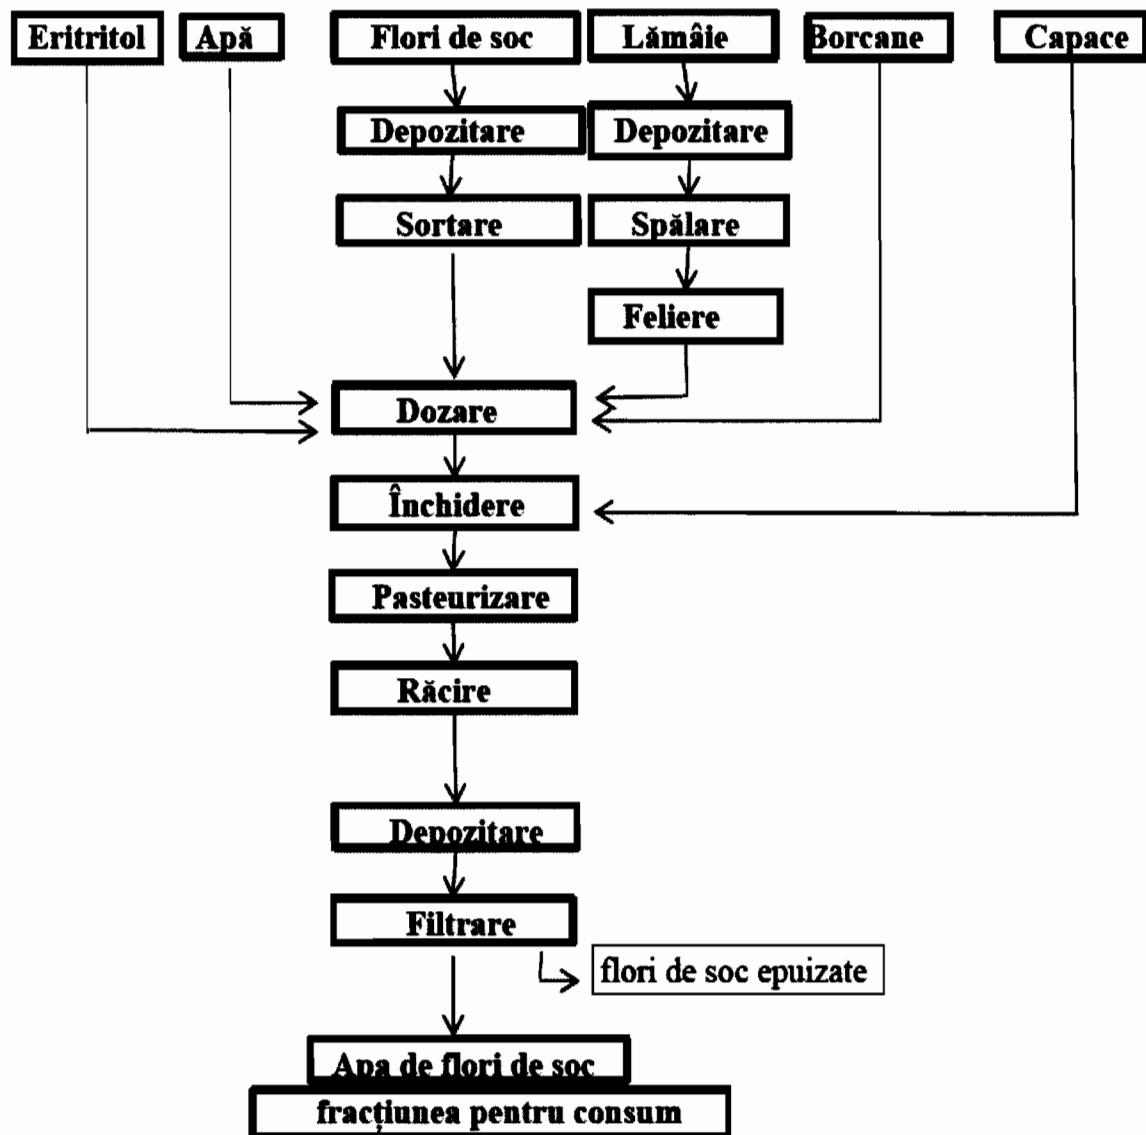 Eritritol
Apă
Flori de soc
Lămâie
Borcane
Capace
Depozitare
Depozitare
Sortare
Spălare
Feliere
Dozare
Închidere
Pasteurizare
Răcire
Depozitare
Filtrare
flori de soc epuizate
Apa de flori de soc
fracțiunea pentru consum